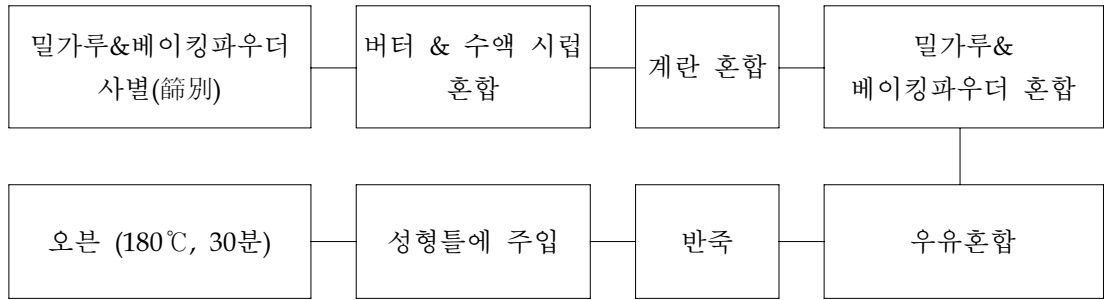 밀가루&베이킹파우더
사별(篩別)
버터 & 수액 시럽
혼합
계란 혼합
밀가루&
베이킹파우더 혼합
우유혼합
반죽
성형틀에 주입
오븐 (180℃, 30분)